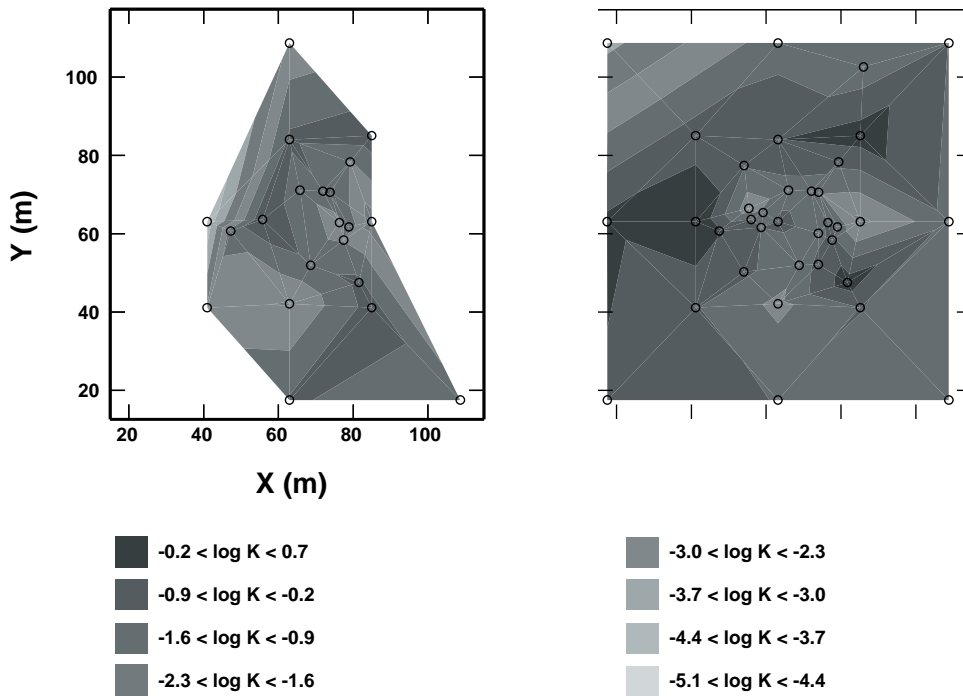 100
80
60
40
20
Y (m)
20 40 60 80 100
X (m)
-0.2 < log K < 0.7
-0.9 < log K < -0.2
-1.6 < log K < -0.9
-2.3 < log K < -1.6
-3.0 < log K < -2.3
-3.7 < log K < -3.0
-4.4 < log K < -3.7
-5.1 < log K < -4.4